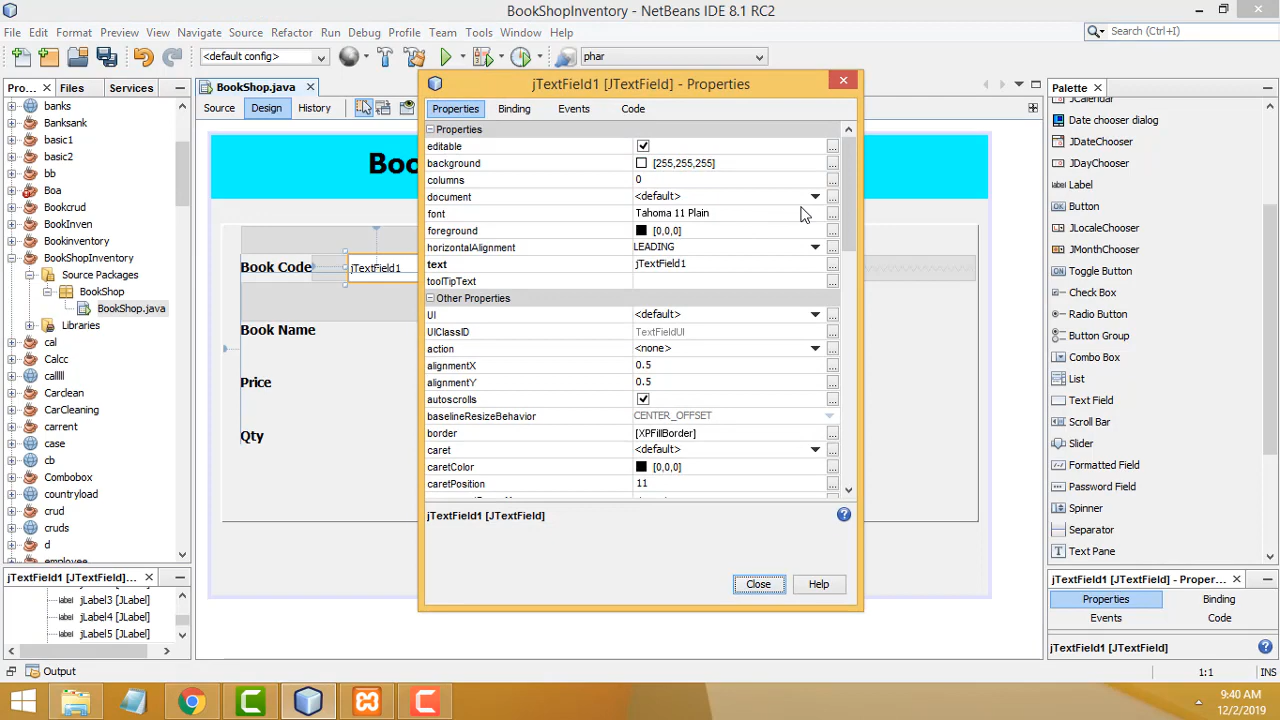 BookShopInventory - NetBeans IDE 8.1 RC2
File Edit Format Preview View Navigate Source Refactor Run Debug Profile Team Tools Window Help
Search (Ctrl+I)
<default config>
phar
Pro... Files Services
banks
Banksank
basic1
basic2
bb
Boa
Bookcrud
BookInven
Bookinventory
BookShopInventory
Source Packages
BookShop
BookShop.java
Libraries
cal
Calcc
callll
Carclean
CarCleaning
carrent
case
cb
Combobox
countryload
crud
cruds
d
employee
jTextField1 [JTextField]...
jLabel3 [JLabel]
jLabel4 [JLabel]
jLabel5 [JLabel]
Output
BookShop.java
Source Design History
Boo
Book Code jTextField1
Book Name
Price
Qty
jTextField1 [JTextField] - Properties
Properties Binding Events Code
Properties
editable
background [255,255,255] ...
columns 0 ...
document <default> ...
font Tahoma 11 Plain ...
foreground [0,0,0] ...
horizontalAlignment LEADING ...
text jTextField1 ...
toolTipText ...
Other Properties
UI <default> ...
UIClassID TextFieldUI ...
action <none> ...
alignmentX 0.5 ...
alignmentY 0.5 ...
autoscrolls ...
baselineResizeBehavior CENTER_OFFSET
border [XPFillBorder] ...
caret <default> ...
caretColor [0,0,0] ...
caretPosition 11 ...
jTextField1 [JTextField]
Close Help
Palette
JCalendar
Date chooser dialog
JDateChooser
JDayChooser
Label
Button
JLocaleChooser
JMonthChooser
Toggle Button
Check Box
Radio Button
Button Group
Combo Box
List
Text Field
Scroll Bar
Slider
Formatted Field
Password Field
Spinner
Separator
Text Pane
jTextField1 [JTextField] - Proper...
Properties Binding
Events Code
jTextField1 [JTextField]
1:1 INS
9:40 AM
12/2/2019